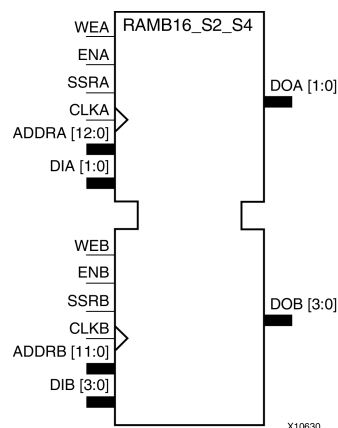 RAMB16_S2_S4
WEA
ENA
SSRA
CLKA
ADDRA [12:0]
DIA [1:0]
DOA [1:0]
WEB
ENB
SSRB
CLKB
ADDRB [11:0]
DIB [3:0]
DOB [3:0]
X10630